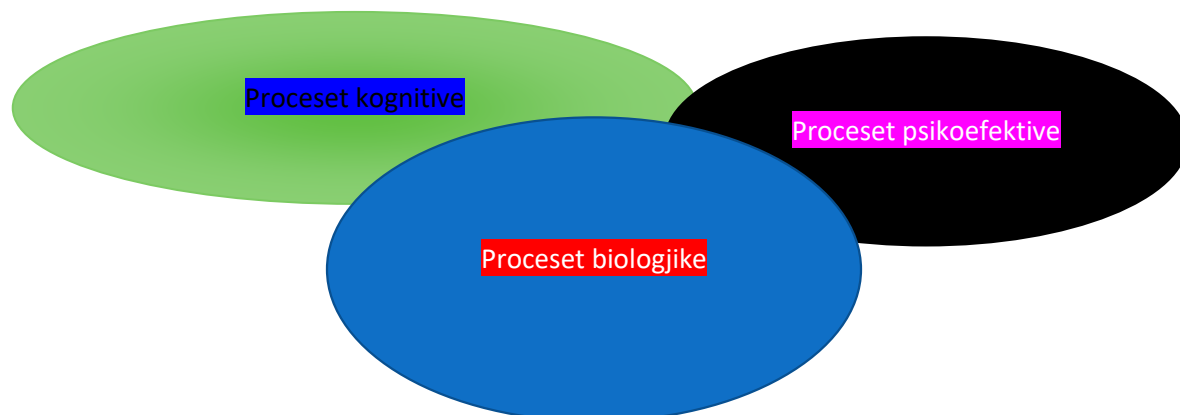 Proceset kognitive
Proceset psikoefektive
Proceset biologjike